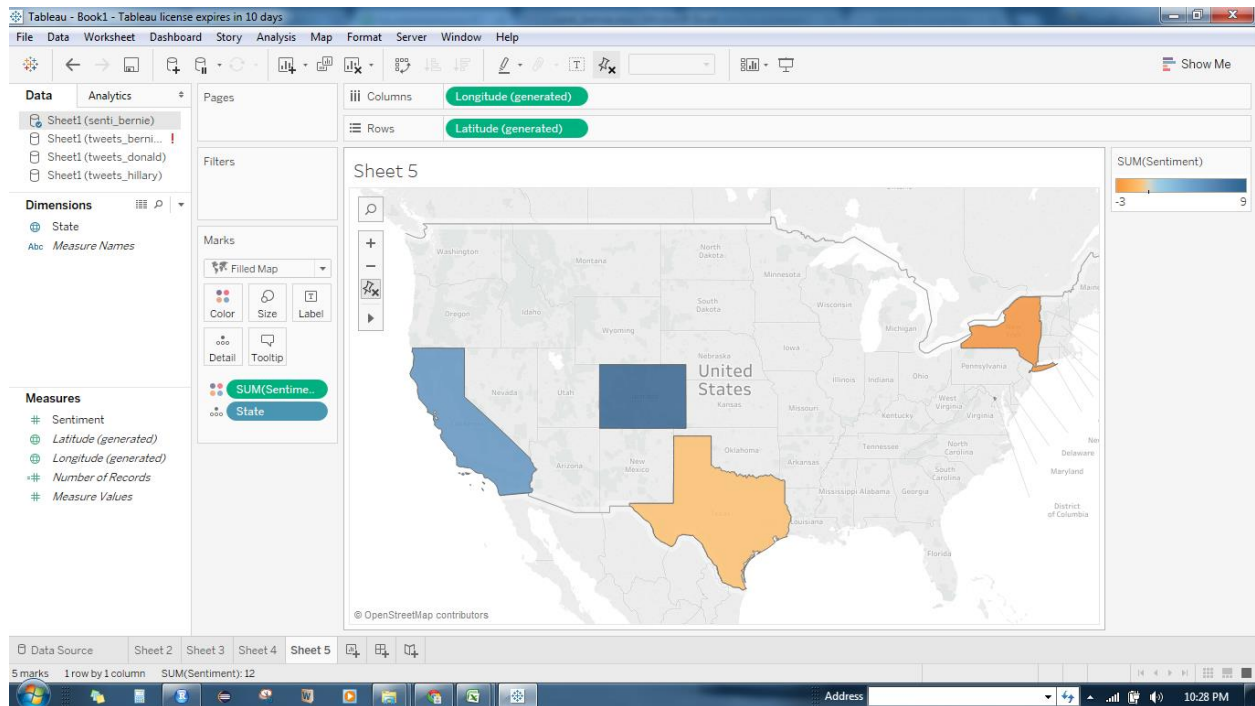 Tableau - Book1 - Tableau license expires in 10 days
File Data Worksheet Dashboard Story Analysis Map Format Server Window Help
Show Me
Data Analytics
Pages
iii Columns Longitude (generated)
Rows Latitude (generated)
Sheet1 (senti_bernie)
Sheet1 (tweets_berni... !
Sheet1 (tweets_donald)
Sheet1 (tweets_hillary)
Filters
Sheet 5
SUM(Sentiment)
-3 9
Dimensions
State
Abc Measure Names
Marks
Filled Map
Color Size Label
Detail Tooltip
SUM(Sentime..
State
Measures
# Sentiment
Latitude (generated)
Longitude (generated)
=# Number of Records
# Measure Values
Washington
Montana
North
Dakota
Minnesota
Maine
Oregon
Idaho
South
Dakota
Wisconsin
Michigan
Wyoming
Iowa
Nebraska
Pennsylvania
United
States
Nevada
Utah
Illinois
Indiana
Ohio
Kansas
Missouri
West
Virginia
Virginia
Kentucky
Arizona
New
Mexico
Oklahoma
Arkansas
Tennessee
North
Carolina
Delaware
South
Carolina
Maryland
Mississippi Alabama Georgia
District
of Columbia
Louisiana
Florida
© OpenStreetMap contributors
Data Source Sheet 2 Sheet 3 Sheet 4 Sheet 5
5 marks 1 row by 1 column SUM(Sentiment): 12
Address
10:28 PM